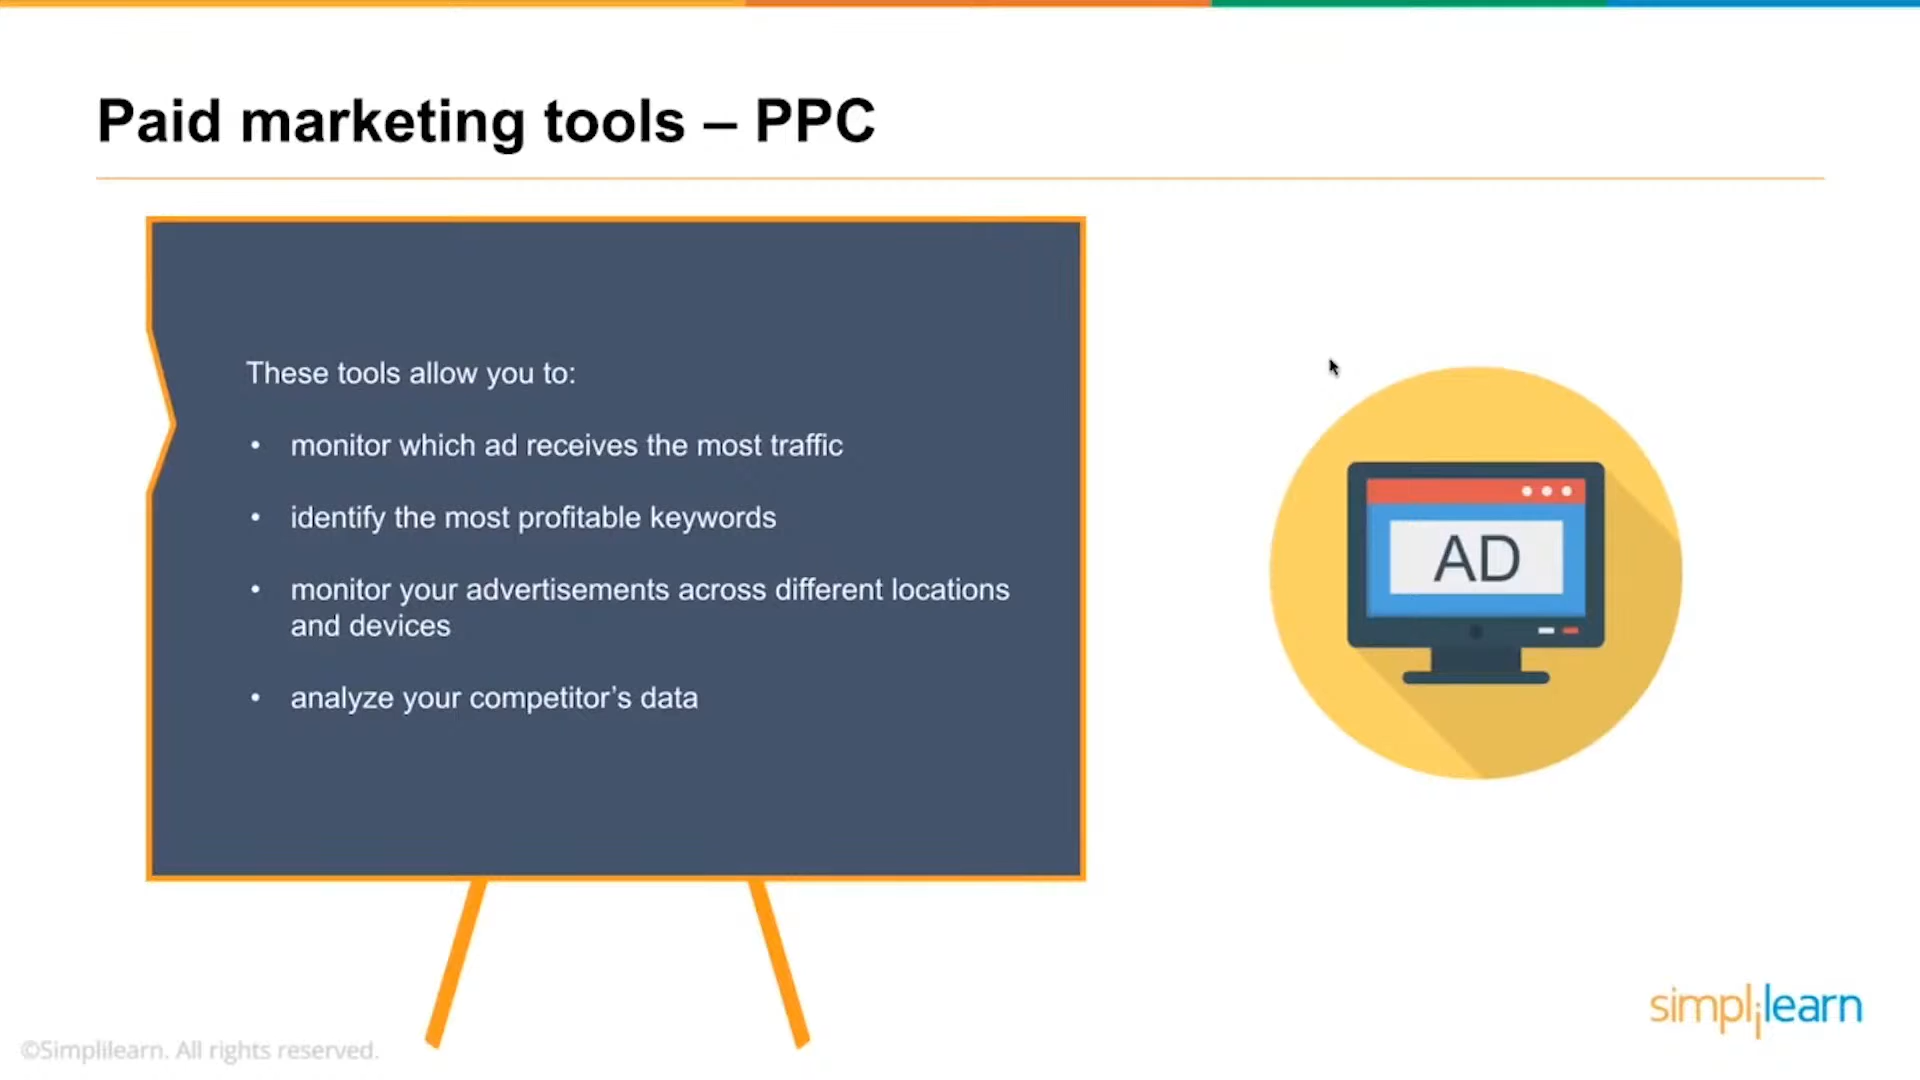 Paid marketing tools – PPC
These tools allow you to:
• monitor which ad receives the most traffic
• identify the most profitable keywords
• monitor your advertisements across different locations
and devices
• analyze your competitor’s data
AD
simplilearn
©Simplilearn. All rights reserved.